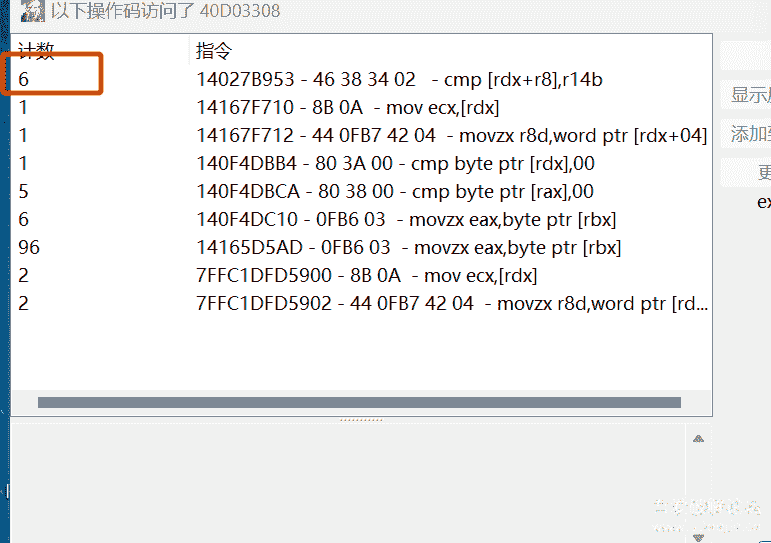 以下操作码访问了 40D03308
计数 指令
6 14027B953 - 46 38 34 02 - cmp [rdx+r8],r14b
1 14167F710 - 8B 0A - mov ecx,[rdx]
1 14167F712 - 44 0FB7 42 04 - movzx r8d,word ptr [rdx+04]
1 140F4DBB4 - 80 3A 00 - cmp byte ptr [rdx],00
5 140F4DBCA - 80 38 00 - cmp byte ptr [rax],00
6 140F4DC10 - 0FB6 03 - movzx eax,byte ptr [rbx]
96 14165D5AD - 0FB6 03 - movzx eax,byte ptr [rbx]
2 7FFC1DFD5900 - 8B 0A - mov ecx,[rdx]
2 7FFC1DFD5902 - 44 0FB7 42 04 - movzx r8d,word ptr [rd...
显示
添加到
更
ex